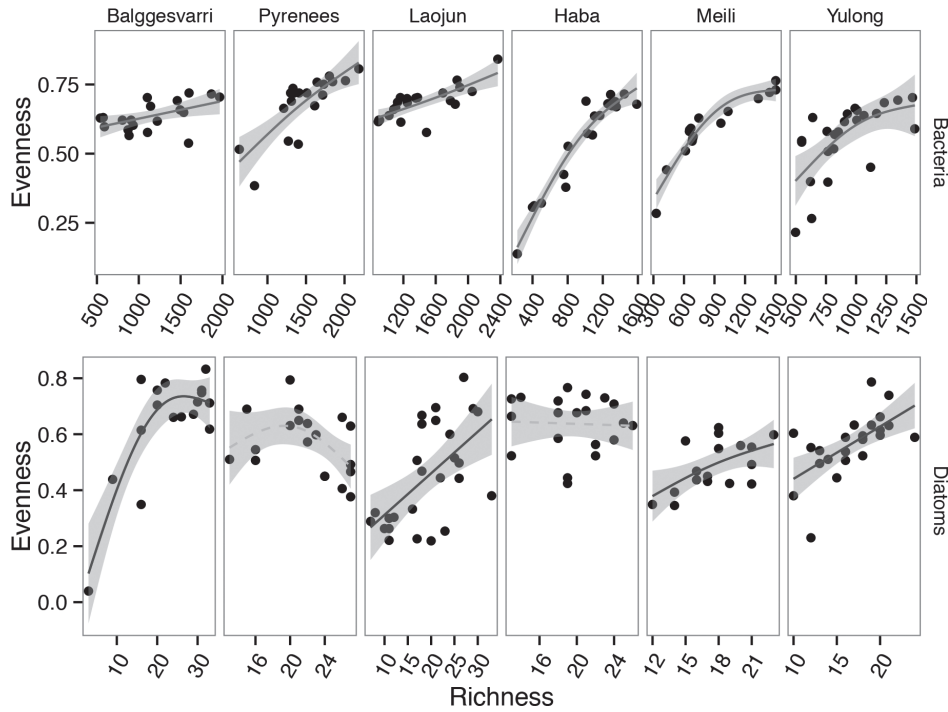 Balggesvarri Pyrenees Laojun Haba Meili Yulong
Evenness
0.75
0.50
0.25
Bacteria
500 1000 1500 2000 1000 1500 2000 1200 1600 2000 2400 400 800 1200 1600 300 600 900 1200 1500 500 750 1000 1250 1500
Evenness
0.8
0.6
0.4
0.2
0.0
Diatoms
10 20 30 16 20 24 10 15 20 25 30 16 20 24 12 15 18 21 10 15 20
Richness